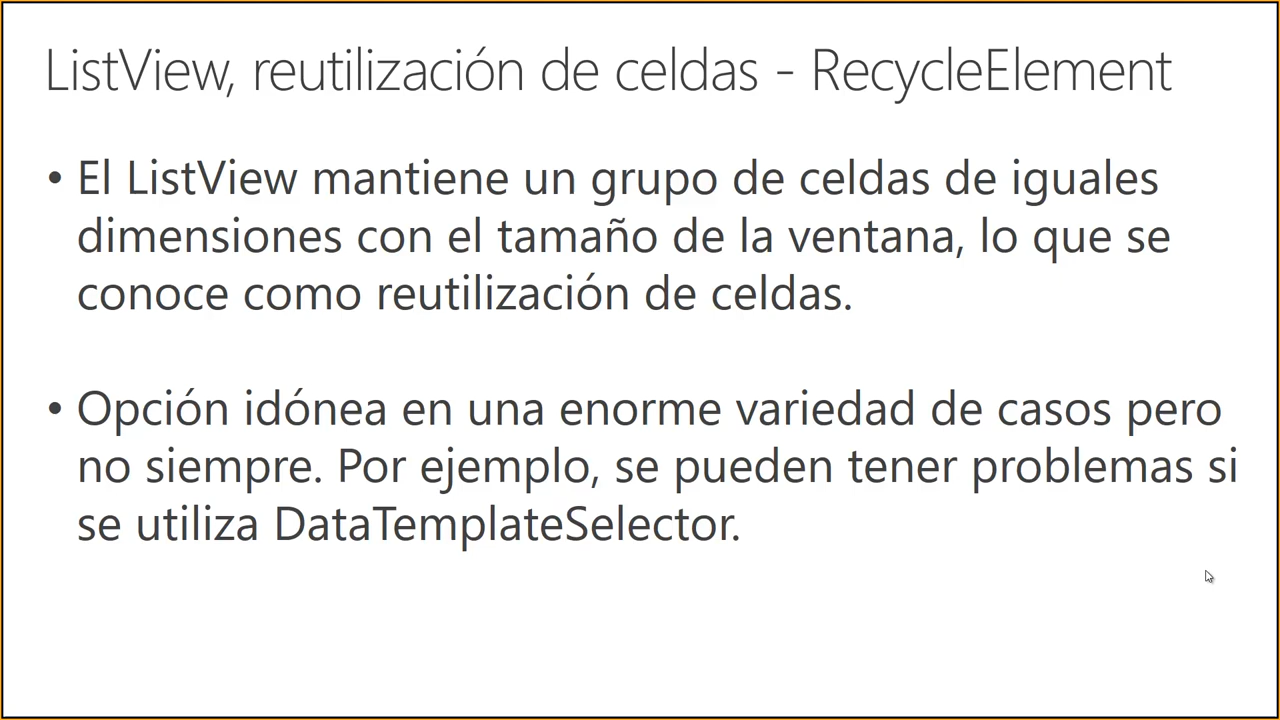 ListView, reutilización de celdas - RecycleElement
• El ListView mantiene un grupo de celdas de iguales
dimensiones con el tamaño de la ventana, lo que se
conoce como reutilización de celdas.
• Opción idónea en una enorme variedad de casos pero
no siempre. Por ejemplo, se pueden tener problemas si
se utiliza DataTemplateSelector.